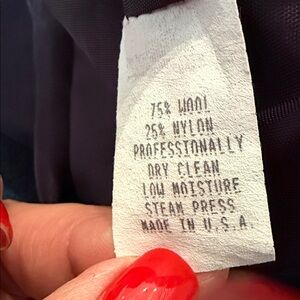 75% WOOL
25% NYLON
PROFESSIONALLY
DRY CLEAN
LOW MOISTURE
STEAM PRESS
MADE IN U.S.A.